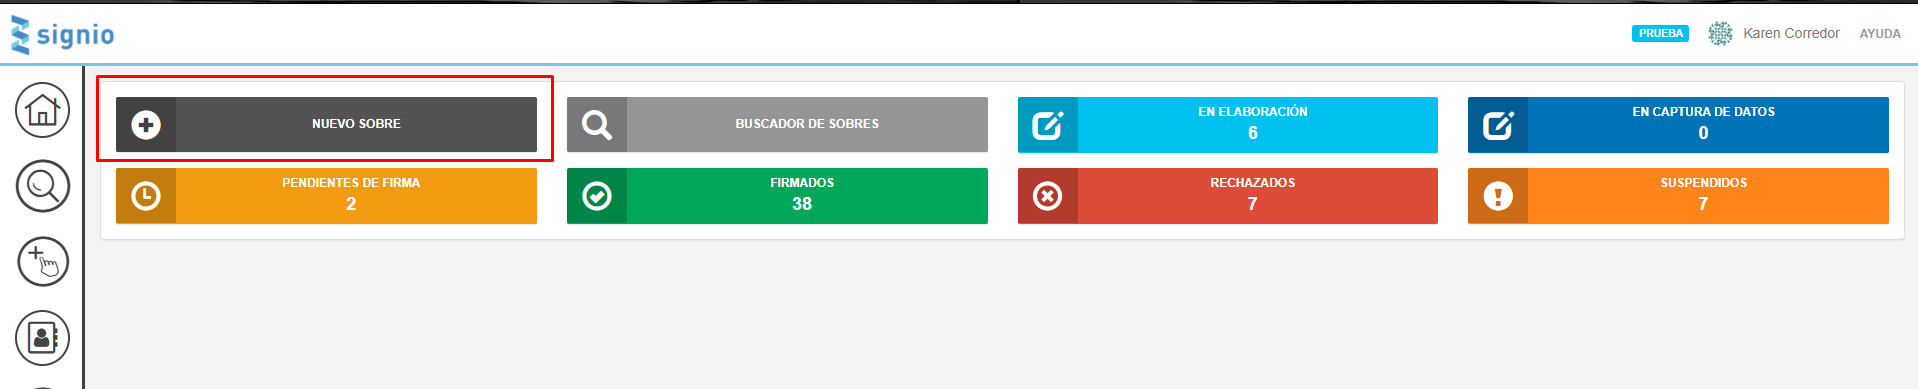 signio
PRUEBA
Karen Corredor
AYUDA
NUEVO SOBRE
BUSCADOR DE SOBRES
EN ELABORACIÓN
6
EN CAPTURA DE DATOS
0
PENDIENTES DE FIRMA
2
FIRMADOS
38
RECHAZADOS
7
SUSPENDIDOS
7